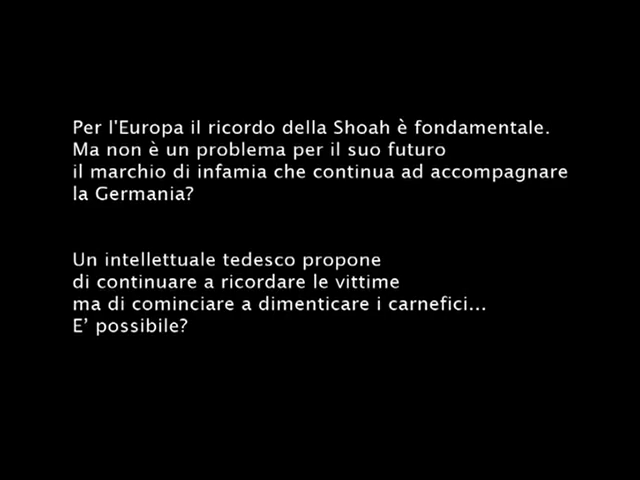 Per l'Europa il ricordo della Shoah è fondamentale.
Ma non è un problema per il suo futuro
il marchio di infamia che continua ad accompagnare
la Germania?
Un intellettuale tedesco propone
di continuare a ricordare le vittime
ma di cominciare a dimenticare i carnefici...
E’ possibile?